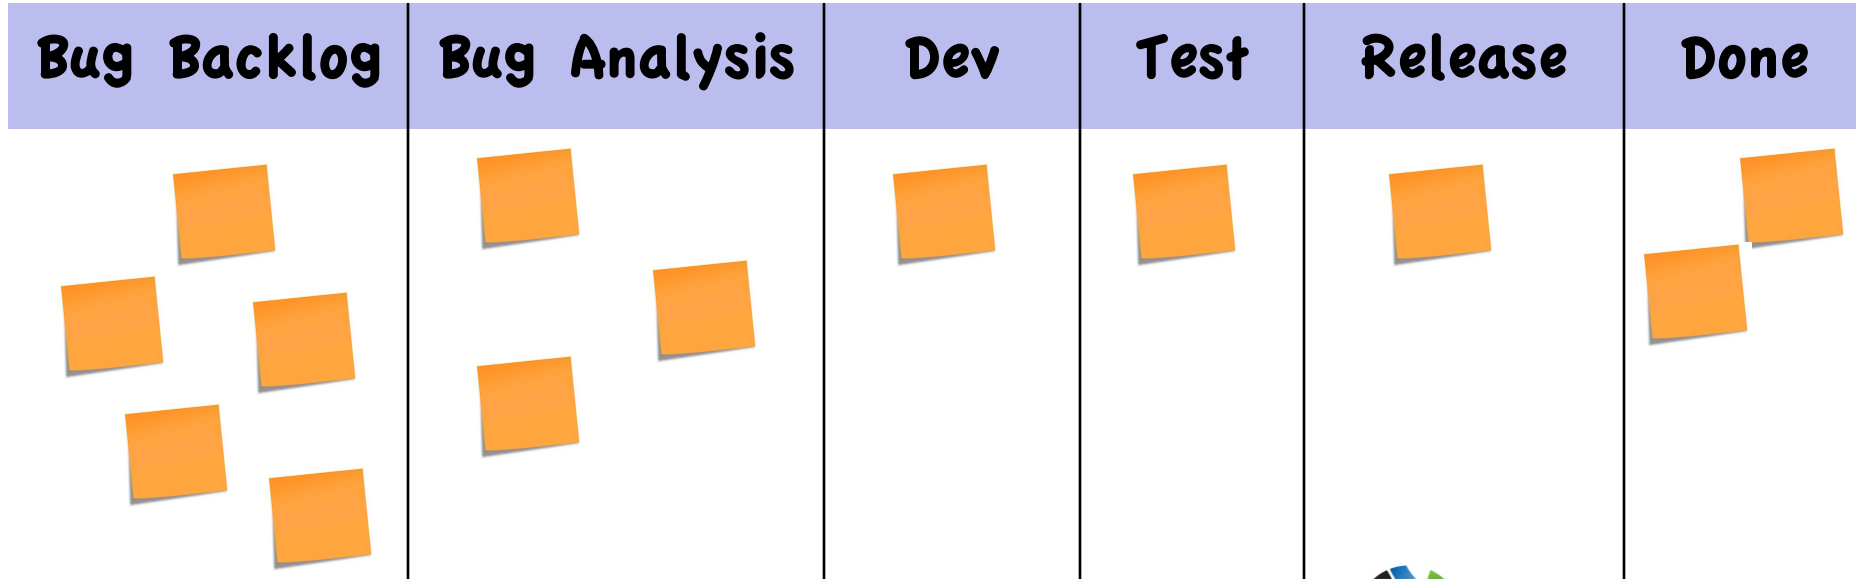 Bug Backlog
Bug Analysis
Dev
Test
Release
Done